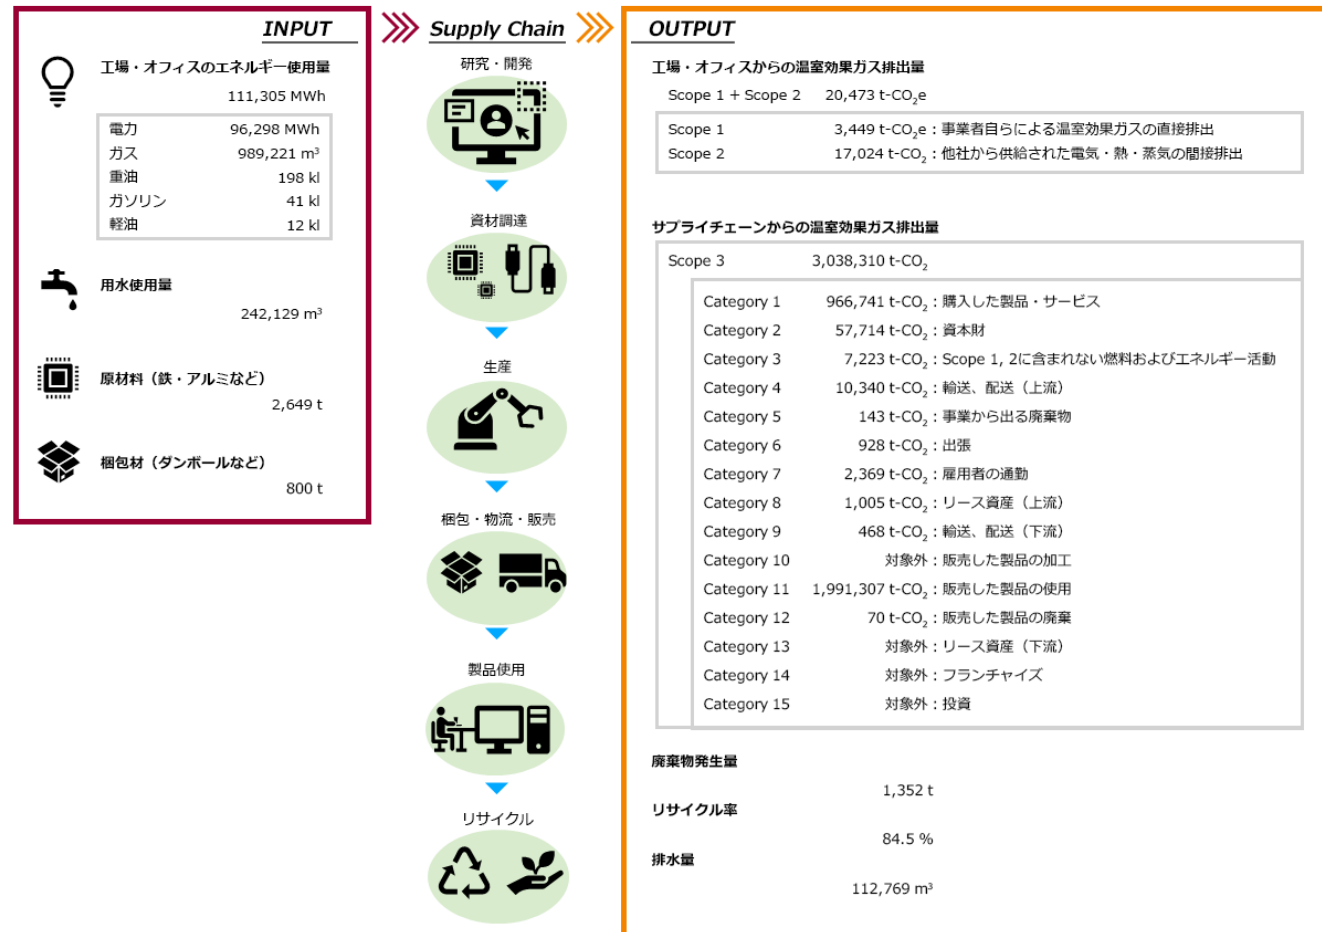 INPUT
工場・オフィスのエネルギー使用量
111,305 MWh
電力 96,298 MWh
ガス 989,221 m³
重油 198 kl
ガソリン 41 kl
軽油 12 kl
用水使用量
242,129 m³
原材料（鉄・アルミなど）
2,649 t
梱包材（ダンボールなど）
800 t
Supply Chain
研究・開発
資材調達
生産
梱包・物流・販売
製品使用
リサイクル
OUTPUT
工場・オフィスからの温室効果ガス排出量
Scope 1 + Scope 2 20,473 t-CO₂e
Scope 1 3,449 t-CO₂e：事業者自らによる温室効果ガスの直接排出
Scope 2 17,024 t-CO₂：他社から供給された電気・熱・蒸気の間接排出
サプライチェーンからの温室効果ガス排出量
Scope 3 3,038,310 t-CO₂
Category 1 966,741 t-CO₂：購入した製品・サービス
Category 2 57,714 t-CO₂：資本財
Category 3 7,223 t-CO₂：Scope 1, 2に含まれない燃料およびエネルギー活動
Category 4 10,340 t-CO₂：輸送、配送（上流）
Category 5 143 t-CO₂：事業から出る廃棄物
Category 6 928 t-CO₂：出張
Category 7 2,369 t-CO₂：雇用者の通勤
Category 8 1,005 t-CO₂：リース資産（上流）
Category 9 468 t-CO₂：輸送、配送（下流）
Category 10 対象外：販売した製品の加工
Category 11 1,991,307 t-CO₂：販売した製品の使用
Category 12 70 t-CO₂：販売した製品の廃棄
Category 13 対象外：リース資産（下流）
Category 14 対象外：フランチャイズ
Category 15 対象外：投資
廃棄物発生量
1,352 t
リサイクル率
84.5 %
排水量
112,769 m³